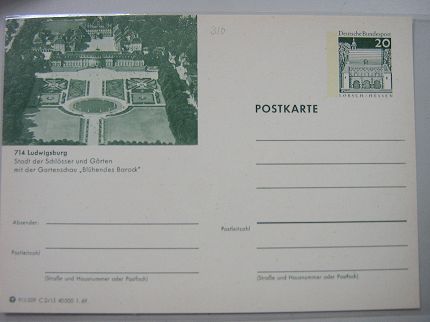 310
Deutsche Bundespost
20
LORSCH/HESSEN
POSTKARTE
714 Ludwigsburg
Stadt der Schlösser und Gärten
mit der Gartenschau „Blühendes Barock"
Absender:
Postleitzahl
Postleitzahl
(Straße und Hausnummer oder Postfach)
(Straße und Hausnummer oder Postfach)